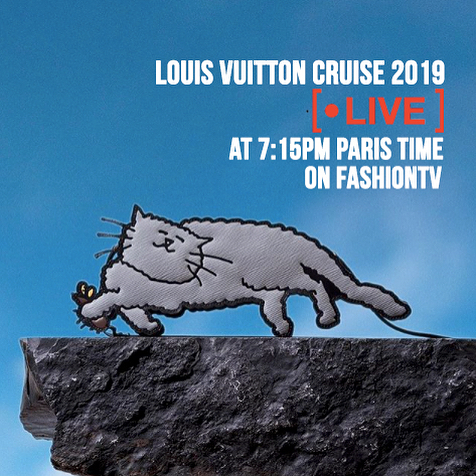 LOUIS VUITTON CRUISE 2019
[• LIVE ]
AT 7:15PM PARIS TIME
ON FASHIONTV